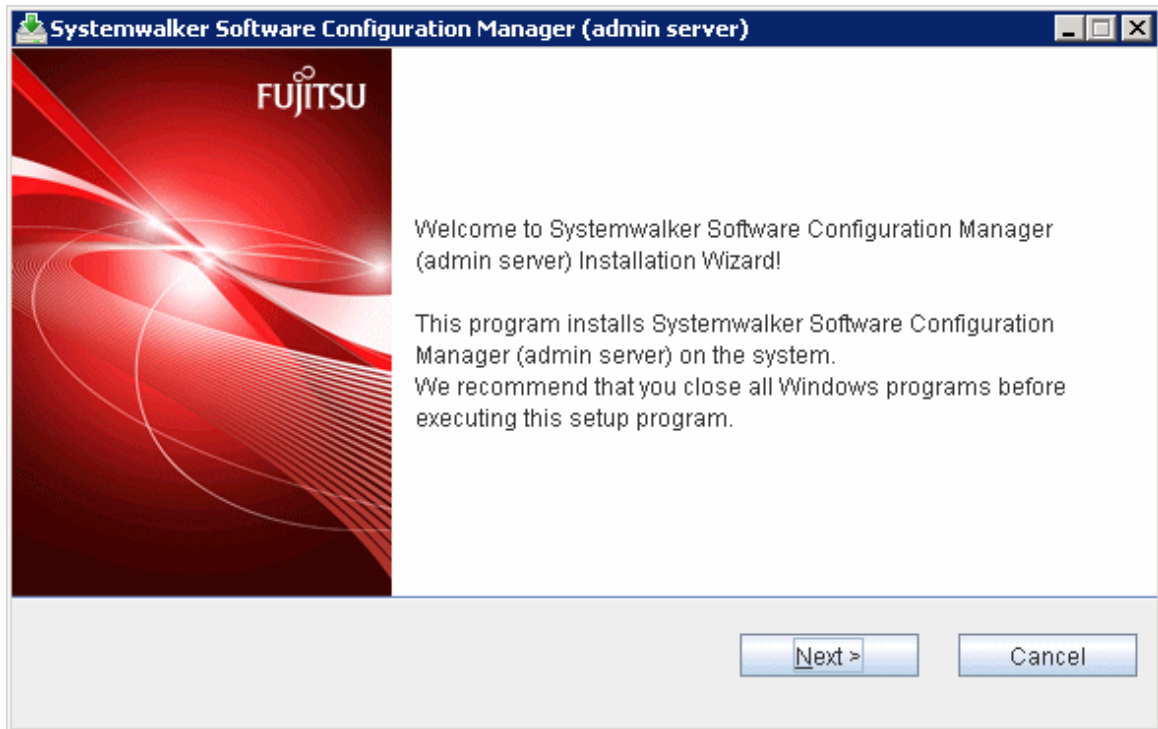 Systemwalker Software Configuration Manager (admin server)
FUJITSU
Welcome to Systemwalker Software Configuration Manager
(admin server) Installation Wizard!
This program installs Systemwalker Software Configuration
Manager (admin server) on the system.
We recommend that you close all Windows programs before
executing this setup program.
Next >
Cancel